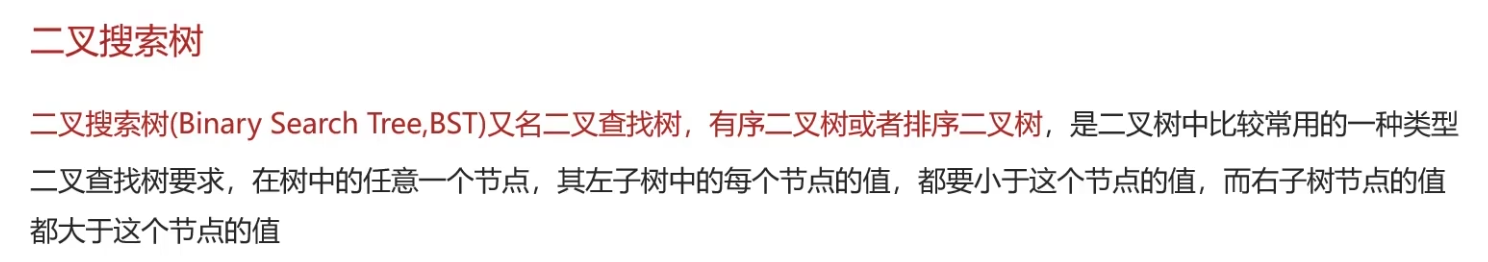 二叉搜索树
二叉搜索树(Binary Search Tree,BST)又名二叉查找树，有序二叉树或者排序二叉树，是二叉树中比较常用的一种类型
二叉查找树要求，在树中的任意一个节点，其左子树中的每个节点的值，都要小于这个节点的值，而右子树节点的值
都大于这个节点的值